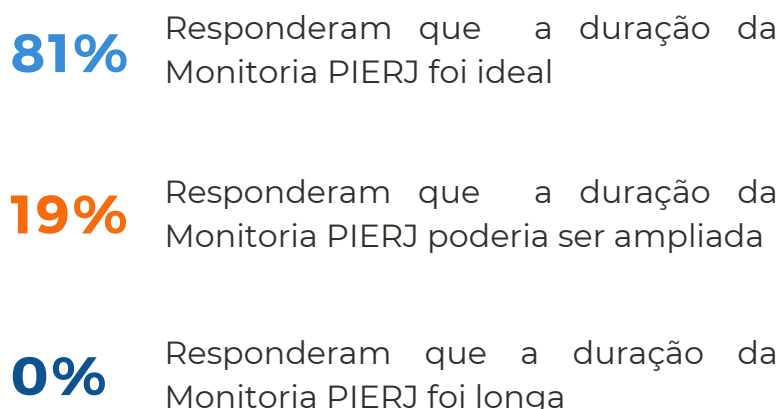 81%
Responderam que a duração da
Monitoria PIERJ foi ideal
19%
Responderam que a duração da
Monitoria PIERJ poderia ser ampliada
0%
Responderam que a duração da
Monitoria PIERJ foi longa